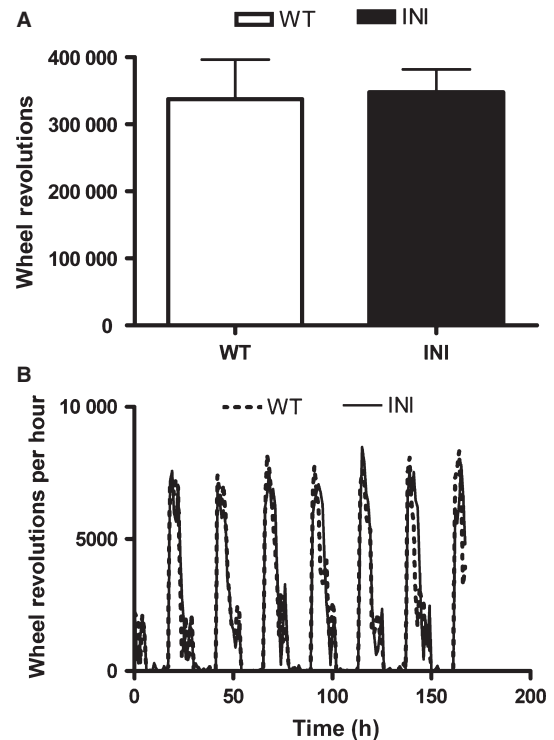 A
WT INI
Wheel revolutions
400 000
300 000
200 000
100 000
0
WT INI
B
WT INI
Wheel revolutions per hour
10 000
5000
0
0 50 100 150 200
Time (h)